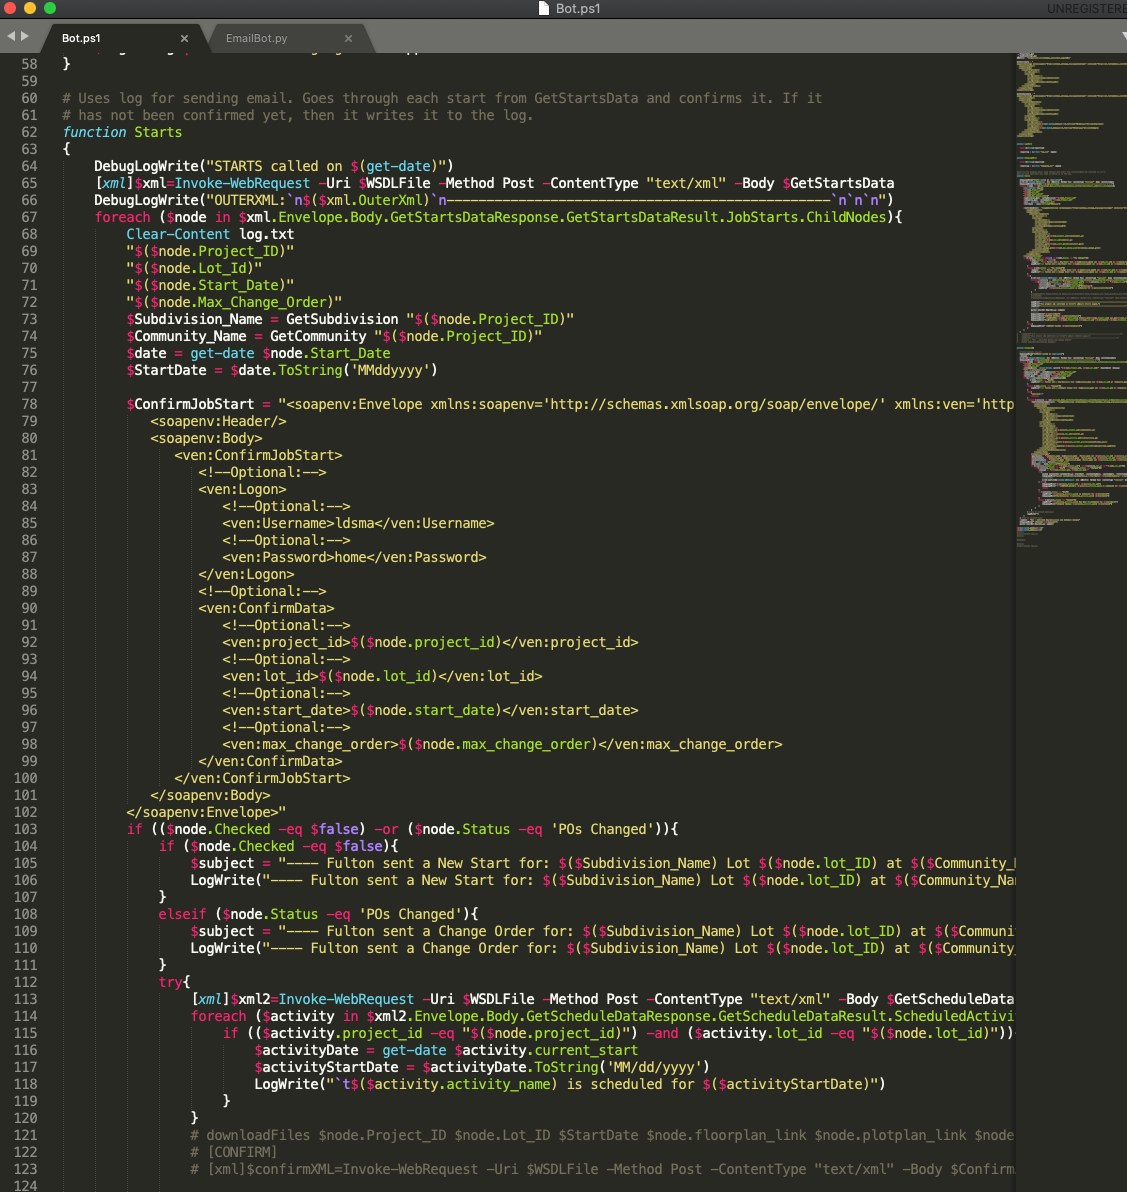 Bot.ps1
UNREGISTERE
Bot.ps1 × EmailBot.py ×
58 }
59
60 # Uses log for sending email. Goes through each start from GetStartsData and confirms it. If it
61 # has not been confirmed yet, then it writes it to the log.
62 function Starts
63 {
64 DebugLogWrite("STARTS called on $(get-date)")
65 [xml]$xml=Invoke-WebRequest -Uri $WSDLFile -Method Post -ContentType "text/xml" -Body $GetStartsData
66 DebugLogWrite("OUTERXML:`n$($xml.OuterXml)`n------------------------------------------------`n`n`n")
67 foreach ($node in $xml.Envelope.Body.GetStartsDataResponse.GetStartsDataResult.JobStarts.ChildNodes){
68 Clear-Content log.txt
69 "$($node.Project_ID)"
70 "$($node.Lot_Id)"
71 "$($node.Start_Date)"
72 "$($node.Max_Change_Order)"
73 $Subdivision_Name = GetSubdivision "$($node.Project_ID)"
74 $Community_Name = GetCommunity "$($node.Project_ID)"
75 $date = get-date $node.Start_Date
76 $StartDate = $date.ToString('MMddyyyy')
77
78 $ConfirmJobStart = "<soapenv:Envelope xmlns:soapenv='http://schemas.xmlsoap.org/soap/envelope/' xmlns:ven='http
79 <soapenv:Header/>
80 <soapenv:Body>
81 <ven:ConfirmJobStart>
82 <!--Optional:-->
83 <ven:Logon>
84 <!--Optional:-->
85 <ven:Username>ldsma</ven:Username>
86 <!--Optional:-->
87 <ven:Password>home</ven:Password>
88 </ven:Logon>
89 <!--Optional:-->
90 <ven:ConfirmData>
91 <!--Optional:-->
92 <ven:project_id>$($node.project_id)</ven:project_id>
93 <!--Optional:-->
94 <ven:lot_id>$($node.lot_id)</ven:lot_id>
95 <!--Optional:-->
96 <ven:start_date>$($node.start_date)</ven:start_date>
97 <!--Optional:-->
98 <ven:max_change_order>$($node.max_change_order)</ven:max_change_order>
99 </ven:ConfirmData>
100 </ven:ConfirmJobStart>
101 </soapenv:Body>
102 </soapenv:Envelope>"
103 if (($node.Checked -eq $false) -or ($node.Status -eq 'POs Changed')){
104 if ($node.Checked -eq $false){
105 $subject = "---- Fulton sent a New Start for: $($Subdivision_Name) Lot $($node.lot_ID) at $($Community_
106 LogWrite("---- Fulton sent a New Start for: $($Subdivision_Name) Lot $($node.lot_ID) at $($Community_Na
107 }
108 elseif ($node.Status -eq 'POs Changed'){
109 $subject = "---- Fulton sent a Change Order for: $($Subdivision_Name) Lot $($node.lot_ID) at $($Communi
110 LogWrite("---- Fulton sent a Change Order for: $($Subdivision_Name) Lot $($node.lot_ID) at $($Community
111 }
112 try{
113 [xml]$xml2=Invoke-WebRequest -Uri $WSDLFile -Method Post -ContentType "text/xml" -Body $GetScheduleData
114 foreach ($activity in $xml2.Envelope.Body.GetScheduleDataResponse.GetScheduleDataResult.ScheduledActivi
115 if (($activity.project_id -eq "$($node.project_id)") -and ($activity.lot_id -eq "$($node.lot_id)"))
116 $activityDate = get-date $activity.current_start
117 $activityStartDate = $activityDate.ToString('MM/dd/yyyy')
118 LogWrite("`t$($activity.activity_name) is scheduled for $($activityStartDate)")
119 }
120 }
121 # downloadFiles $node.Project_ID $node.Lot_ID $StartDate $node.floorplan_link $node.plotplan_link $node
122 # [CONFIRM]
123 # [xml]$confirmXML=Invoke-WebRequest -Uri $WSDLFile -Method Post -ContentType "text/xml" -Body $Confirm
124